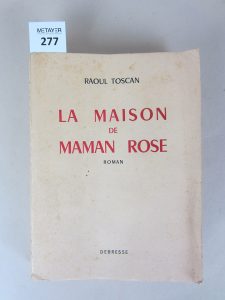 METAYER
277
RAOUL TOSCAN
LA MAISON
DE
MAMAN ROSE
ROMAN
DEBRESSE